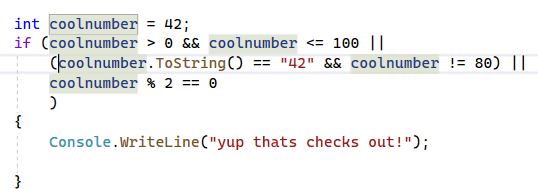 int coolnumber = 42;
if (coolnumber > 0 && coolnumber <= 100 ||
(coolnumber.ToString() == "42" && coolnumber != 80) ||
coolnumber % 2 == 0
)
{
Console.WriteLine("yup thats checks out!");
}